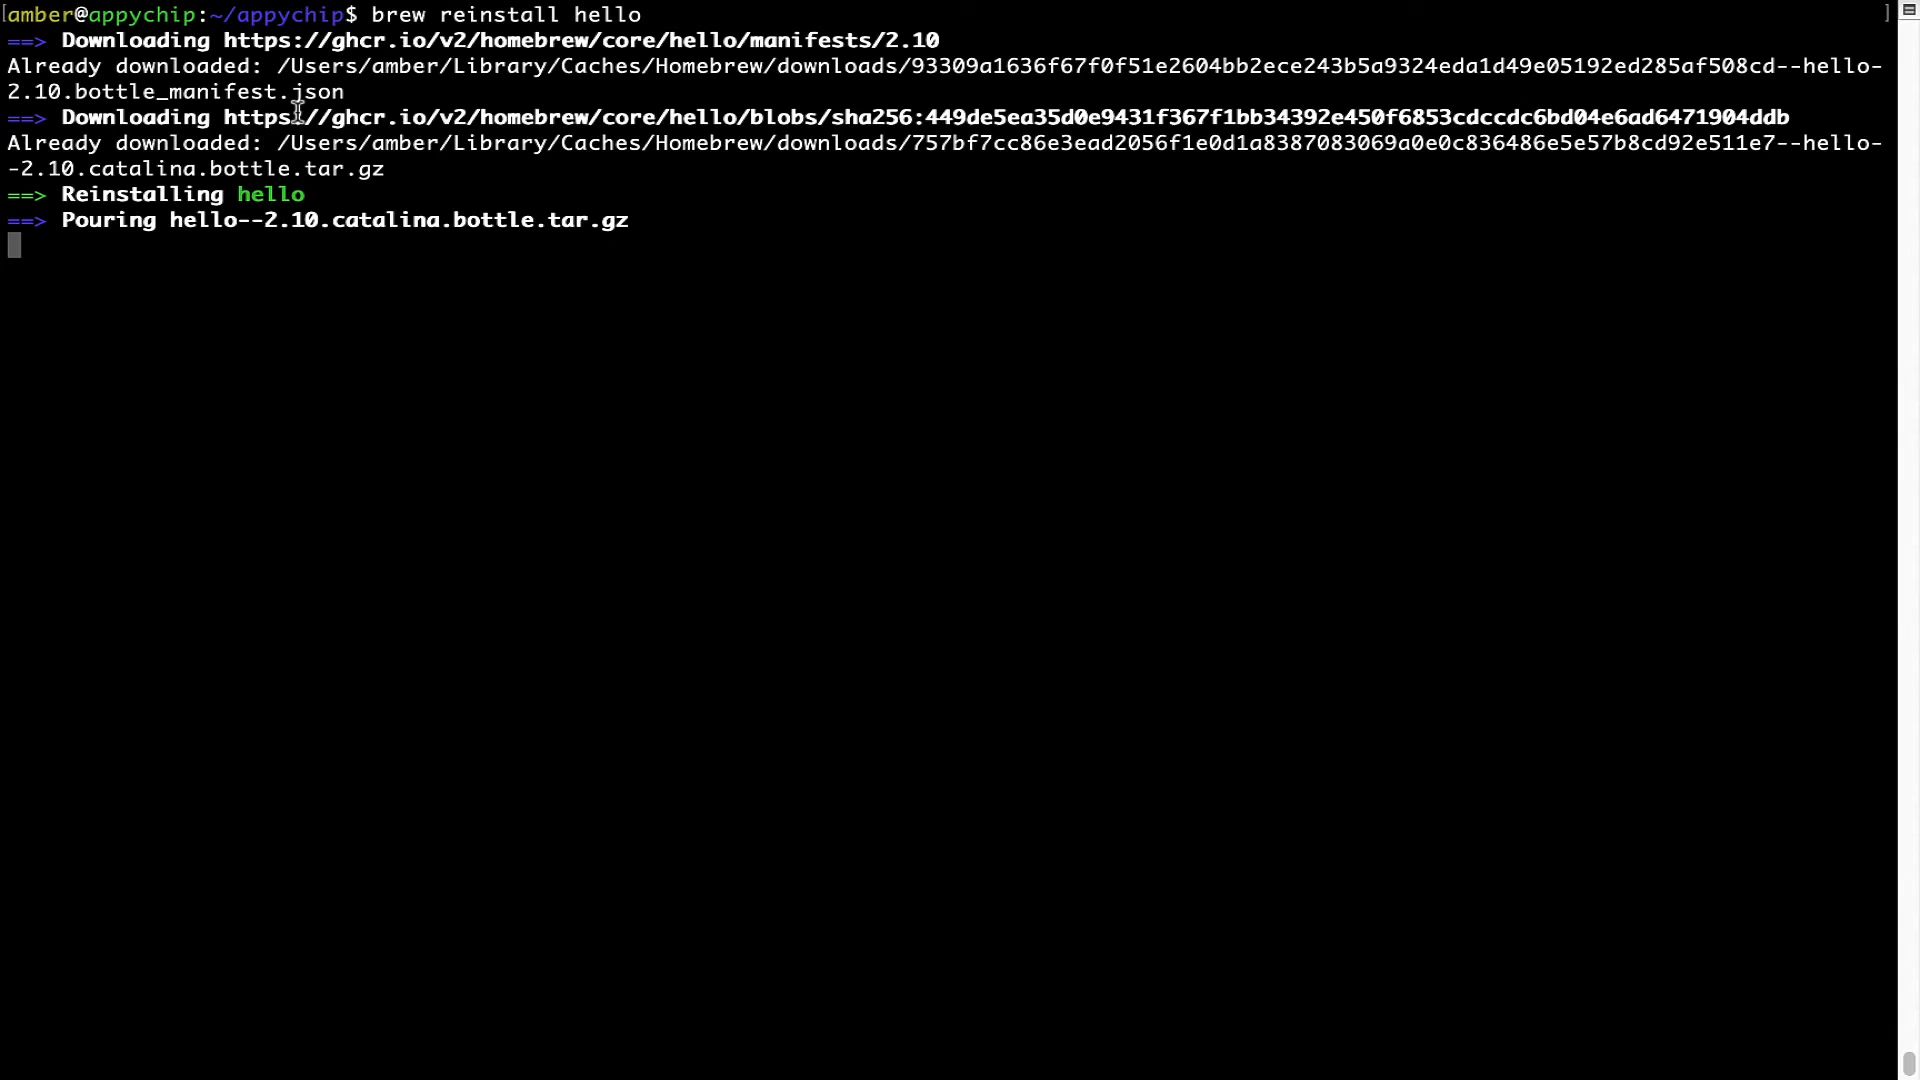 [amber@appychip:~/appychip$ brew reinstall hello ]
==> Downloading https://ghcr.io/v2/homebrew/core/hello/manifests/2.10
Already downloaded: /Users/amber/Library/Caches/Homebrew/downloads/93309a1636f67f0f51e2604bb2ece243b5a9324eda1d49e05192ed285af508cd--hello-
2.10.bottle_manifest.json
==> Downloading https://ghcr.io/v2/homebrew/core/hello/blobs/sha256:449de5ea35d0e9431f367f1bb34392e450f6853cdccdc6bd04e6ad6471904ddb
Already downloaded: /Users/amber/Library/Caches/Homebrew/downloads/757bf7cc86e3ead2056f1e0d1a8387083069a0e0c836486e5e57b8cd92e511e7--hello-
-2.10.catalina.bottle.tar.gz
==> Reinstalling hello
==> Pouring hello--2.10.catalina.bottle.tar.gz